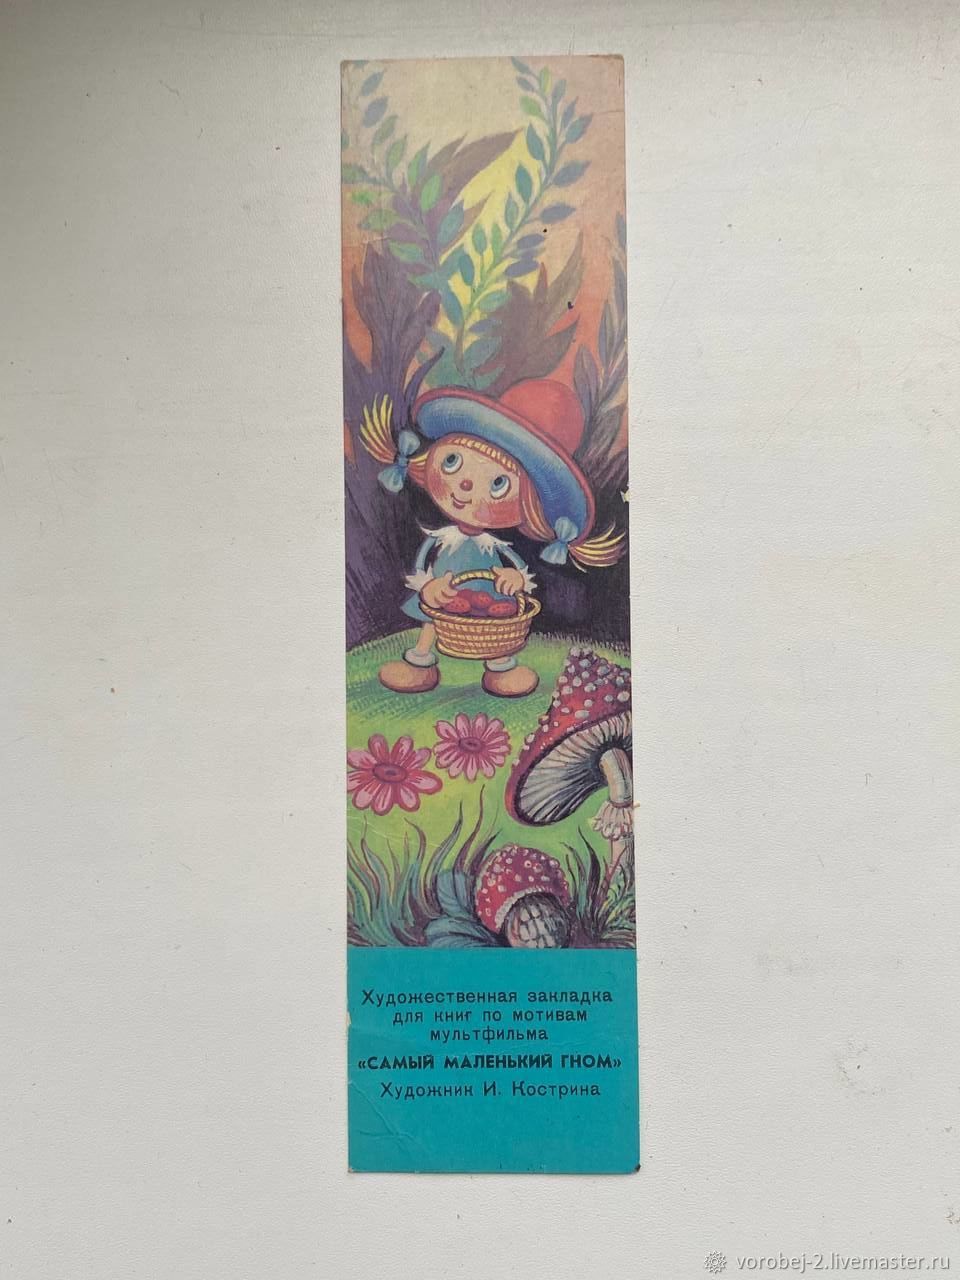 Художественная закладка
для книг по мотивам
мультфильма
«САМЫЙ МАЛЕНЬКИЙ ГНОМ»
Художник И. Кострина
vorobej-2.livemaster.ru